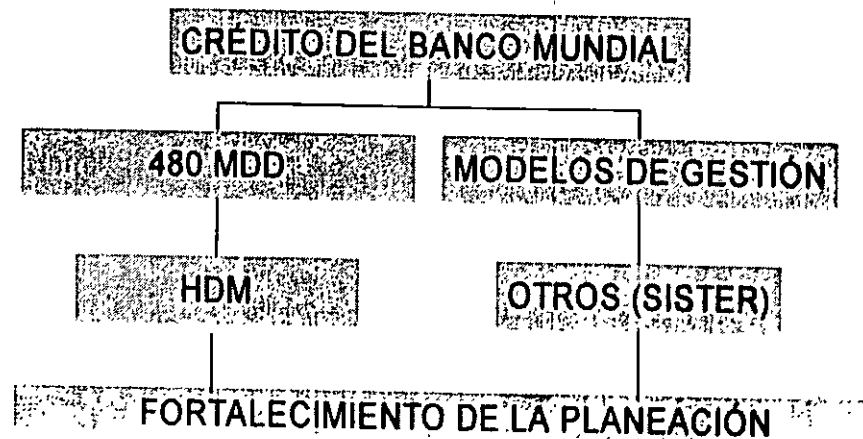 CRÉDITO DEL BANCO MUNDIAL
480 MDD
MODELOS DE GESTIÓN
HDM
OTROS (SISTER)
FORTALECIMIENTO DE LA PLANEACIÓN